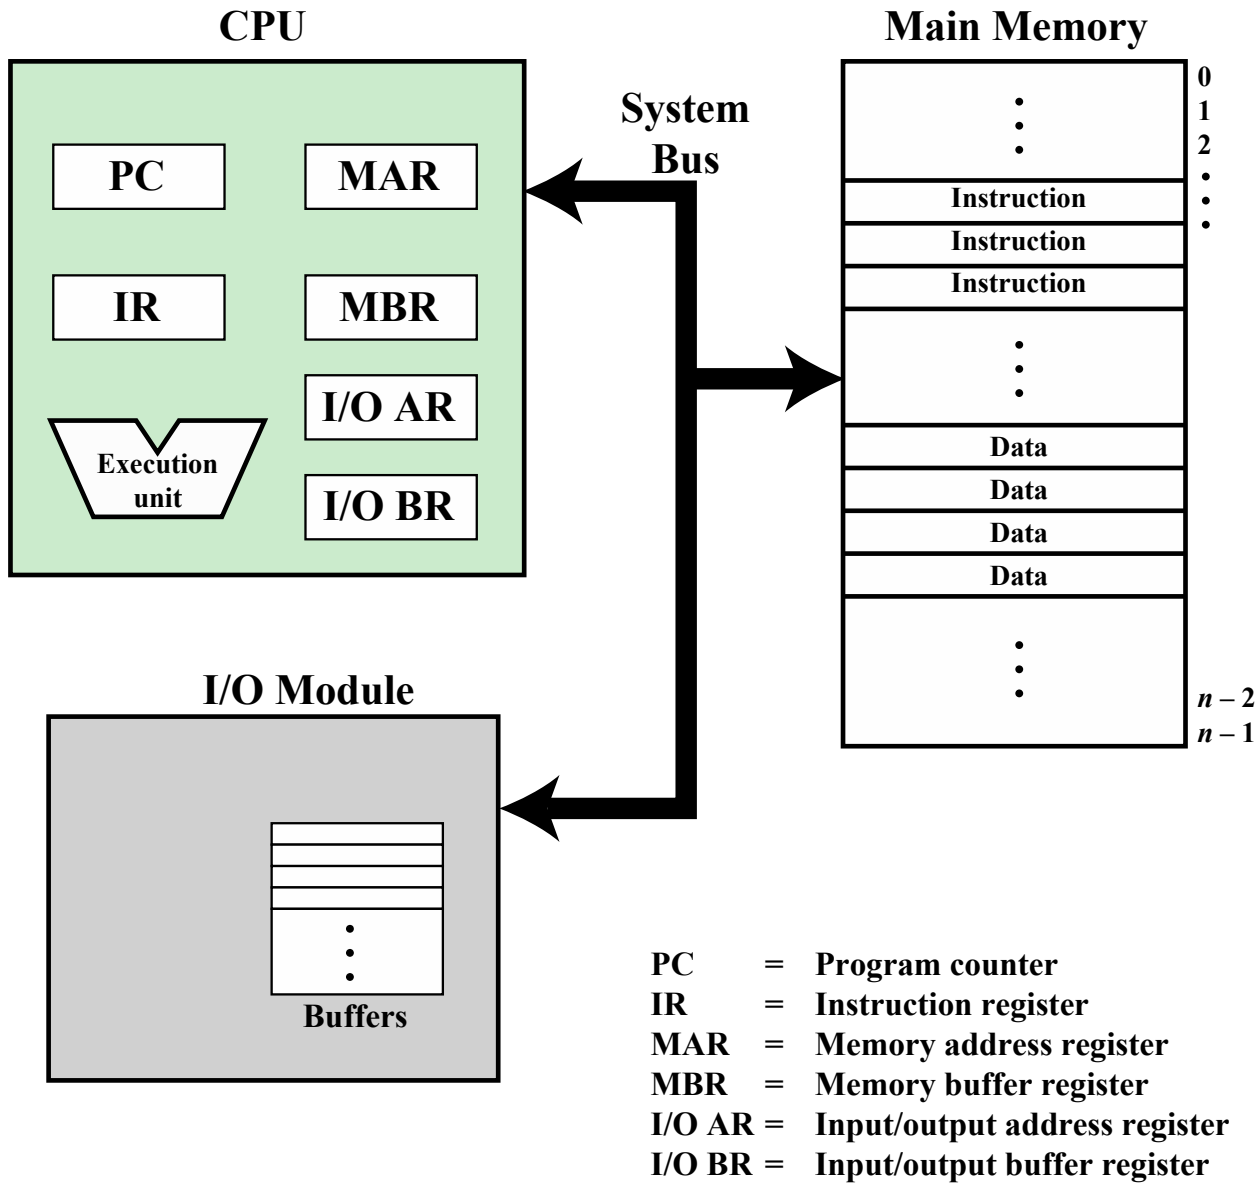 CPU
PC
MAR
IR
MBR
I/O AR
I/O BR
Execution
unit
System
Bus
Main Memory
0
1
2
Instruction
Instruction
Instruction
Data
Data
Data
Data
n – 2
n – 1
I/O Module
Buffers
PC = Program counter
IR = Instruction register
MAR = Memory address register
MBR = Memory buffer register
I/O AR = Input/output address register
I/O BR = Input/output buffer register